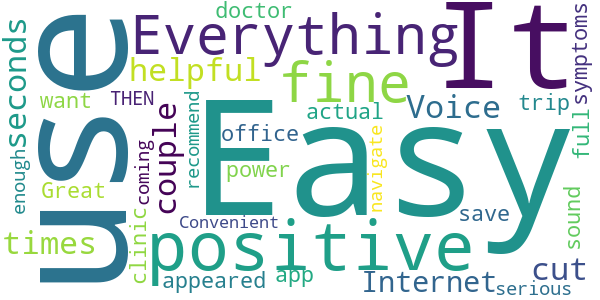 doctor
Everything
It
symptoms
use
seconds
helpful
fine
want
THEN
couple
recommend
actual
Voice
trip
full
enough
coming
office
Easy
power
navigate
Great
clinic
Convenient
save
sound
times
positive
cut
appeared
app
Internet
serious